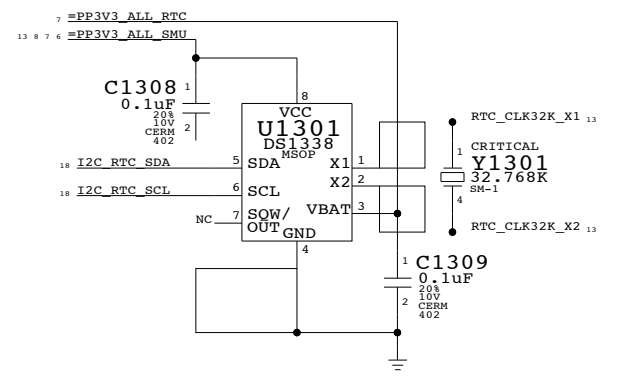 7 =PP3V3_ALL_RTC
13 8 7 6 =PP3V3_ALL_SMU
C1308 1
0.1uF
20%
10V
CERM 2
402
8
VCC
U1301
DS1338
MSOP
18 I2C_RTC_SDA 5 SDA
X1 1
X2 2
18 I2C_RTC_SCL 6 SCL
VBAT 3
NC 7 SQW/
OUT
GND
4
RTC_CLK32K_X1 13
CRITICAL
1 Y1301
32.768K
SM-1
4
RTC_CLK32K_X2 13
1 C1309
0.1uF
20%
2 10V
CERM
402